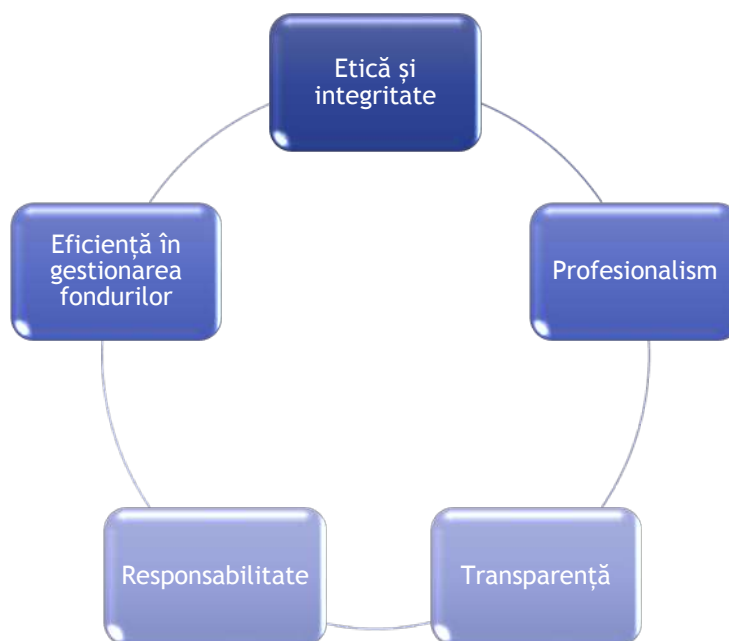 Etică și
integritate
Profesionalism
Transparență
Responsabilitate
Eficiență în
gestionarea
fondurilor